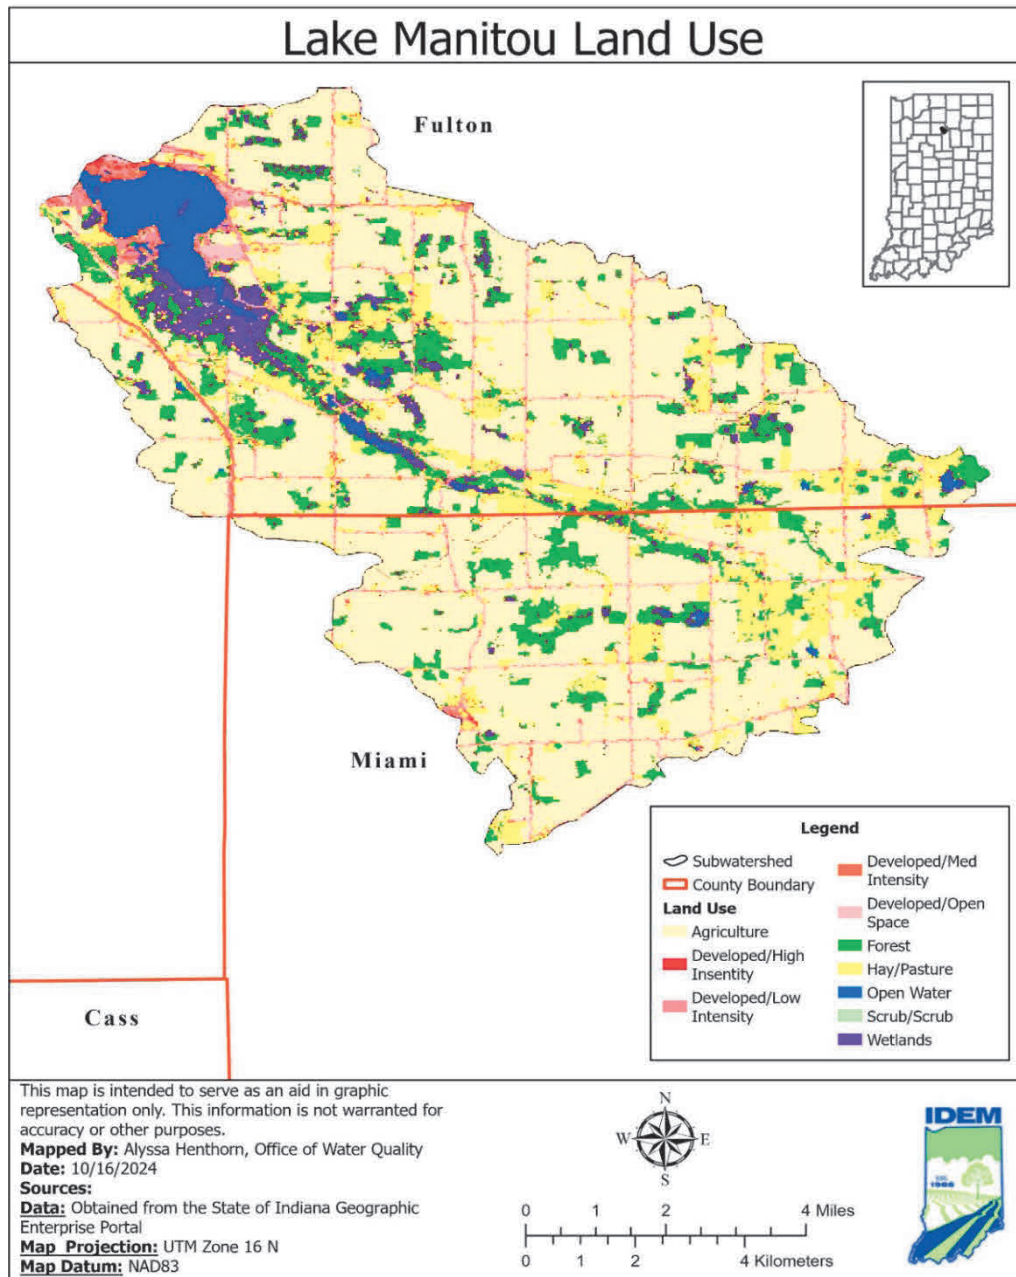 Lake Manitou Land Use
Fulton
Miami
Cass
Legend
Subwatershed
County Boundary
Land Use
Agriculture
Developed/High
Insentity
Developed/Low
Intensity
Developed/Med
Intensity
Developed/Open
Space
Forest
Hay/Pasture
Open Water
Scrub/Scrub
Wetlands
This map is intended to serve as an aid in graphic
representation only. This information is not warranted for
accuracy or other purposes.
Mapped By: Alyssa Henthorn, Office of Water Quality
Date: 10/16/2024
Sources:
Data: Obtained from the State of Indiana Geographic
Enterprise Portal
Map Projection: UTM Zone 16 N
Map Datum: NAD83
N
W E
S
0 1 2 4 Miles
0 1 2 4 Kilometers
IDEM
1986